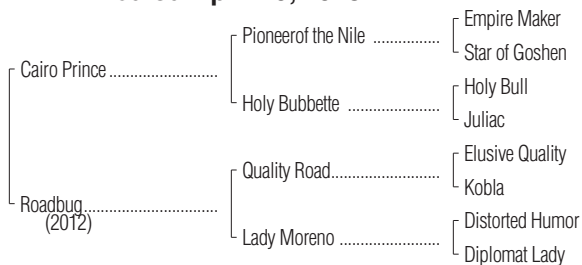 Empire Maker
Pioneerof the Nile ..................
Star of Goshen
Cairo Prince .............................
Holy Bull
Holy Bubbette .........................
Juliac
Elusive Quality
Quality Road.............................
Kobla
Roadbug....................................
(2012)
Distorted Humor
Lady Moreno ...........................
Diplomat Lady